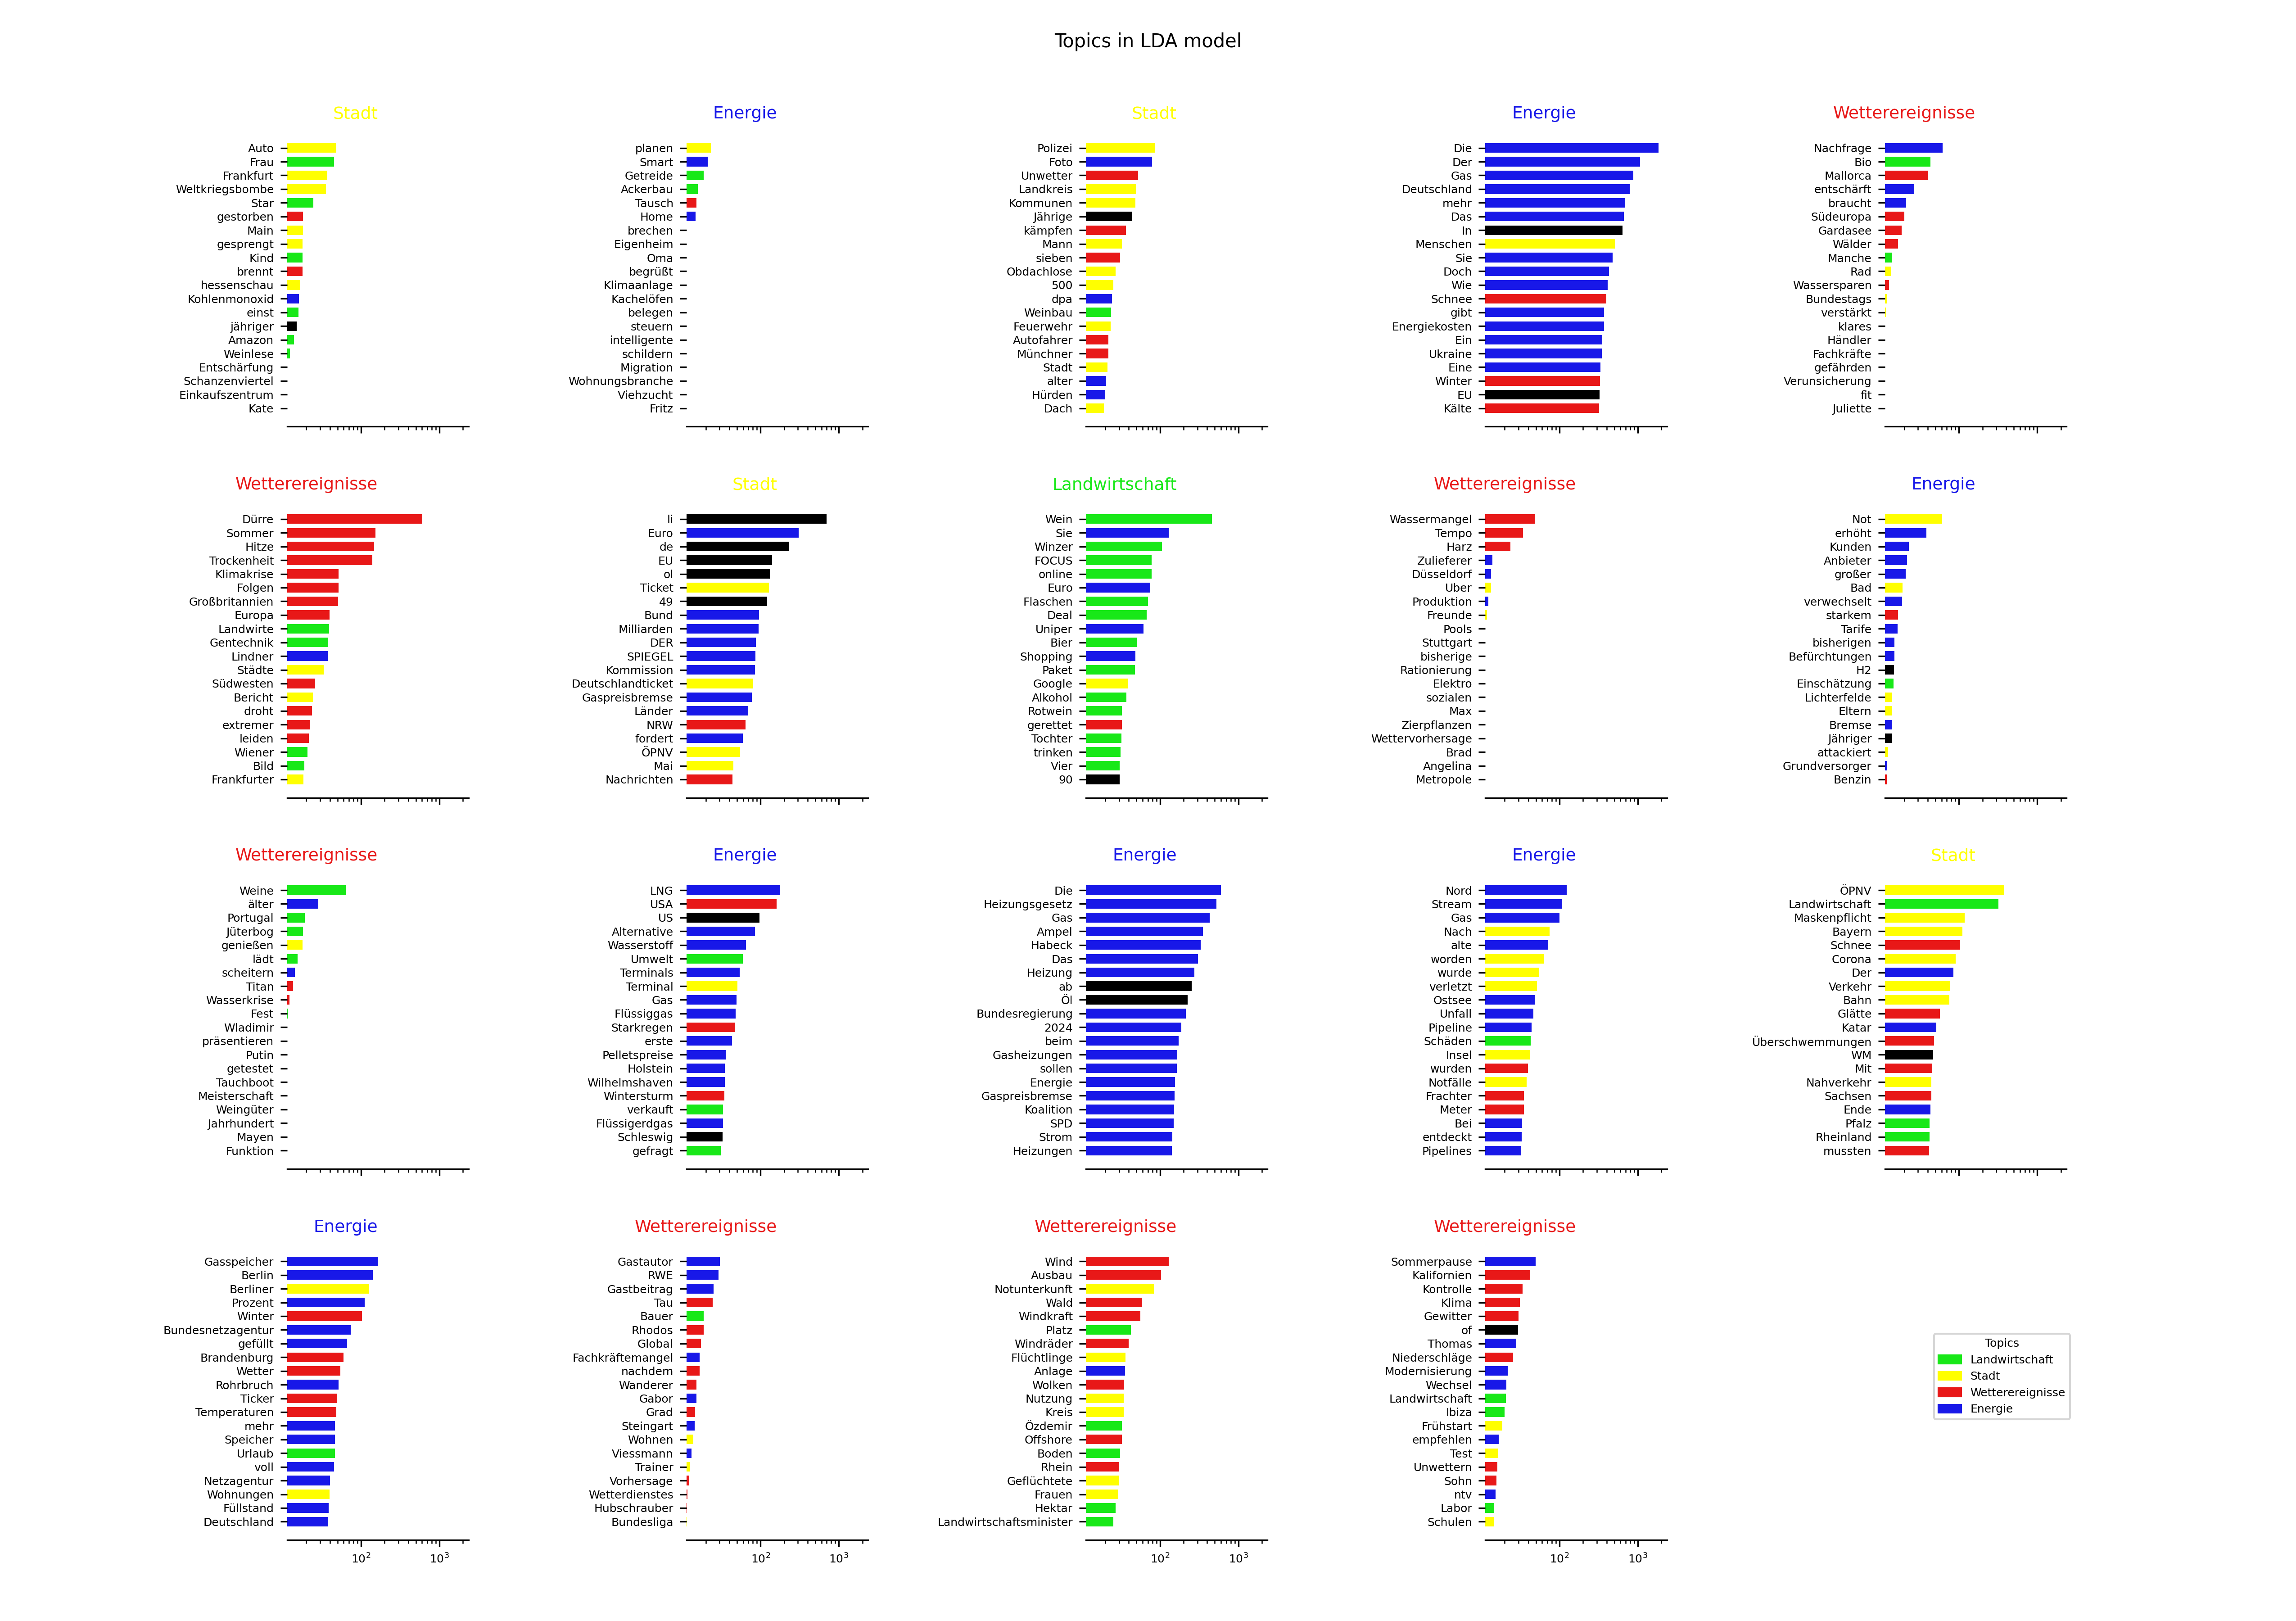 Topics in LDA model
Stadt
Auto
Frau
Frankfurt
Weltkriegsbombe
Star
gestorben
Main
gesprengt
Kind
brennt
hessenschau
Kohlenmonoxid
einst
jähriger
Amazon
Weinlese
Entschärfung
Schanzenviertel
Einkaufszentrum
Kate
Energie
planen
Smart
Getreide
Ackerbau
Tausch
Home
brechen
Eigenheim
Oma
begrüßt
Klimaanlage
Kachelöfen
belegen
steuern
intelligente
schildern
Migration
Wohnungsbranche
Viehzucht
Fritz
Stadt
Polizei
Foto
Unwetter
Landkreis
Kommunen
Jährige
kämpfen
Mann
sieben
Obdachlose
500
dpa
Weinbau
Feuerwehr
Autofahrer
Münchner
Stadt
alter
Hürden
Dach
Energie
Die
Der
Gas
Deutschland
mehr
Das
In
Menschen
Sie
Doch
Wie
Schnee
gibt
Energiekosten
Ein
Ukraine
Eine
Winter
EU
Kälte
Wetterereignisse
Nachfrage
Bio
Mallorca
entschärft
braucht
Südeuropa
Gardasee
Wälder
Manche
Rad
Wassersparen
Bundestags
verstärkt
klares
Händler
Fachkräfte
gefährden
Verunsicherung
fit
Juliette
Wetterereignisse
Dürre
Sommer
Hitze
Trockenheit
Klimakrise
Folgen
Großbritannien
Europa
Landwirte
Gentechnik
Lindner
Städte
Südwesten
Bericht
droht
extremer
leiden
Wiener
Bild
Frankfurter
Stadt
li
Euro
de
EU
ol
Ticket
49
Bund
Milliarden
DER
SPIEGEL
Kommission
Deutschlandticket
Gaspreisbremse
Länder
NRW
fordert
ÖPNV
Mai
Nachrichten
Landwirtschaft
Wein
Sie
Winzer
FOCUS
online
Euro
Flaschen
Deal
Uniper
Bier
Shopping
Paket
Google
Alkohol
Rotwein
gerettet
Tochter
trinken
Vier
90
Wetterereignisse
Wassermangel
Tempo
Harz
Zulieferer
Düsseldorf
Uber
Produktion
Freunde
Pools
Stuttgart
bisherige
Rationierung
Elektro
sozialen
Max
Zierpflanzen
Wettervorhersage
Brad
Angelina
Metropole
Energie
Not
erhöht
Kunden
Anbieter
großer
Bad
verwechselt
starkem
Tarife
bisherigen
Befürchtungen
H2
Einschätzung
Lichterfelde
Eltern
Bremse
Jähriger
attackiert
Grundversorger
Benzin
Wetterereignisse
Weine
älter
Portugal
Jüterbog
genießen
lädt
scheitern
Titan
Wasserkrise
Fest
Wladimir
präsentieren
Putin
getestet
Tauchboot
Meisterschaft
Weingüter
Jahrhundert
Mayen
Funktion
Energie
LNG
USA
US
Alternative
Wasserstoff
Umwelt
Terminals
Terminal
Gas
Flüssiggas
Starkregen
erste
Pelletspreise
Holstein
Wilhelmshaven
Wintersturm
verkauft
Flüssigerdgas
Schleswig
gefragt
Energie
Die
Heizungsgesetz
Gas
Ampel
Habeck
Das
Heizung
ab
Öl
Bundesregierung
2024
beim
Gasheizungen
sollen
Energie
Gaspreisbremse
Koalition
SPD
Strom
Heizungen
Energie
Nord
Stream
Gas
Nach
alte
worden
wurde
verletzt
Ostsee
Unfall
Pipeline
Schäden
Insel
wurden
Notfälle
Frachter
Meter
Bei
entdeckt
Pipelines
Stadt
ÖPNV
Landwirtschaft
Maskenpflicht
Bayern
Schnee
Corona
Der
Verkehr
Bahn
Glätte
Katar
Überschwemmungen
WM
Mit
Nahverkehr
Sachsen
Ende
Pfalz
Rheinland
mussten
Energie
Gasspeicher
Berlin
Berliner
Prozent
Winter
Bundesnetzagentur
gefüllt
Brandenburg
Wetter
Rohrbruch
Ticker
Temperaturen
mehr
Speicher
Urlaub
voll
Netzagentur
Wohnungen
Füllstand
Deutschland
10² 10³
Wetterereignisse
Gastautor
RWE
Gastbeitrag
Tau
Bauer
Rhodos
Global
Fachkräftemangel
nachdem
Wanderer
Gabor
Grad
Steingart
Wohnen
Viessmann
Trainer
Vorhersage
Wetterdienstes
Hubschrauber
Bundesliga
10² 10³
Wetterereignisse
Wind
Ausbau
Notunterkunft
Wald
Windkraft
Platz
Windräder
Flüchtlinge
Anlage
Wolken
Nutzung
Kreis
Özdemir
Offshore
Boden
Rhein
Geflüchtete
Frauen
Hektar
Landwirtschaftsminister
10² 10³
Wetterereignisse
Sommerpause
Kalifornien
Kontrolle
Klima
Gewitter
of
Thomas
Niederschläge
Modernisierung
Wechsel
Landwirtschaft
Ibiza
Frühstart
empfehlen
Test
Unwettern
Sohn
ntv
Labor
Schulen
10² 10³
Topics
Landwirtschaft
Stadt
Wetterereignisse
Energie